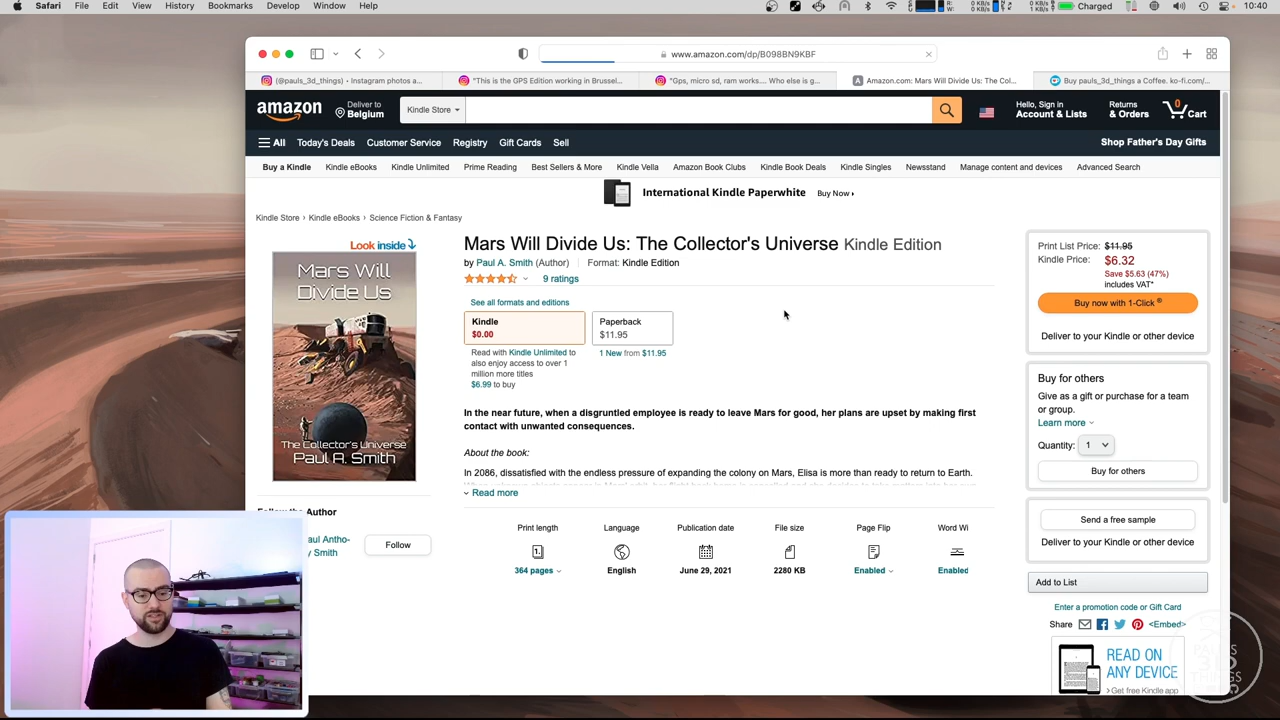 Safari File Edit View History Bookmarks Develop Window Help
Charged
10:40
www.amazon.com/dp/B098BN9KBF
(@pauls_3d_things) • Instagram photos a...
"This is the GPS Edition working in Brussel...
"Gps, micro sd, ram works.... Who else is g...
Amazon.com: Mars Will Divide Us: The Col...
Buy pauls_3d_things a Coffee. ko-fi.com/...
amazon
Deliver to
Belgium
Kindle Store
Hello, Sign in
Account & Lists
Returns
& Orders
0
Cart
All Today's Deals Customer Service Registry Gift Cards Sell
Shop Father's Day Gifts
Buy a Kindle Kindle eBooks Kindle Unlimited Prime Reading Best Sellers & More Kindle Vella Amazon Book Clubs Kindle Book Deals Kindle Singles Newsstand Manage content and devices Advanced Search
International Kindle Paperwhite Buy Now ›
Kindle Store › Kindle eBooks › Science Fiction & Fantasy
Look inside
Mars Will
Divide Us
The Collector's Universe
Paul A. Smith
Mars Will Divide Us: The Collector's Universe Kindle Edition
by Paul A. Smith (Author) Format: Kindle Edition
9 ratings
See all formats and editions
Kindle
$0.00
Paperback
$11.95
Read with Kindle Unlimited to
also enjoy access to over 1
million more titles
$6.99 to buy
1 New from $11.95
In the near future, when a disgruntled employee is ready to leave Mars for good, her plans are upset by making first
contact with unwanted consequences.
About the book:
In 2086, dissatisfied with the endless pressure of expanding the colony on Mars, Elisa is more than ready to return to Earth.
Read more
Print length
364 pages
Language
English
Publication date
June 29, 2021
File size
2280 KB
Page Flip
Enabled
Word Wi
Enabled
Print List Price: $11.95
Kindle Price: $6.32
Save $5.63 (47%)
includes VAT*
Buy now with 1-Click ®
Deliver to your Kindle or other device
Buy for others
Give as a gift or purchase for a team
or group.
Learn more
Quantity: 1
Buy for others
Send a free sample
Deliver to your Kindle or other device
Add to List
Enter a promotion code or Gift Card
Share <Embed>
READ ON
ANY DEVICE
› Get free Kindle app
the Author
aul Antho-
y Smith
Follow
PAUL'S
3D
THINGS